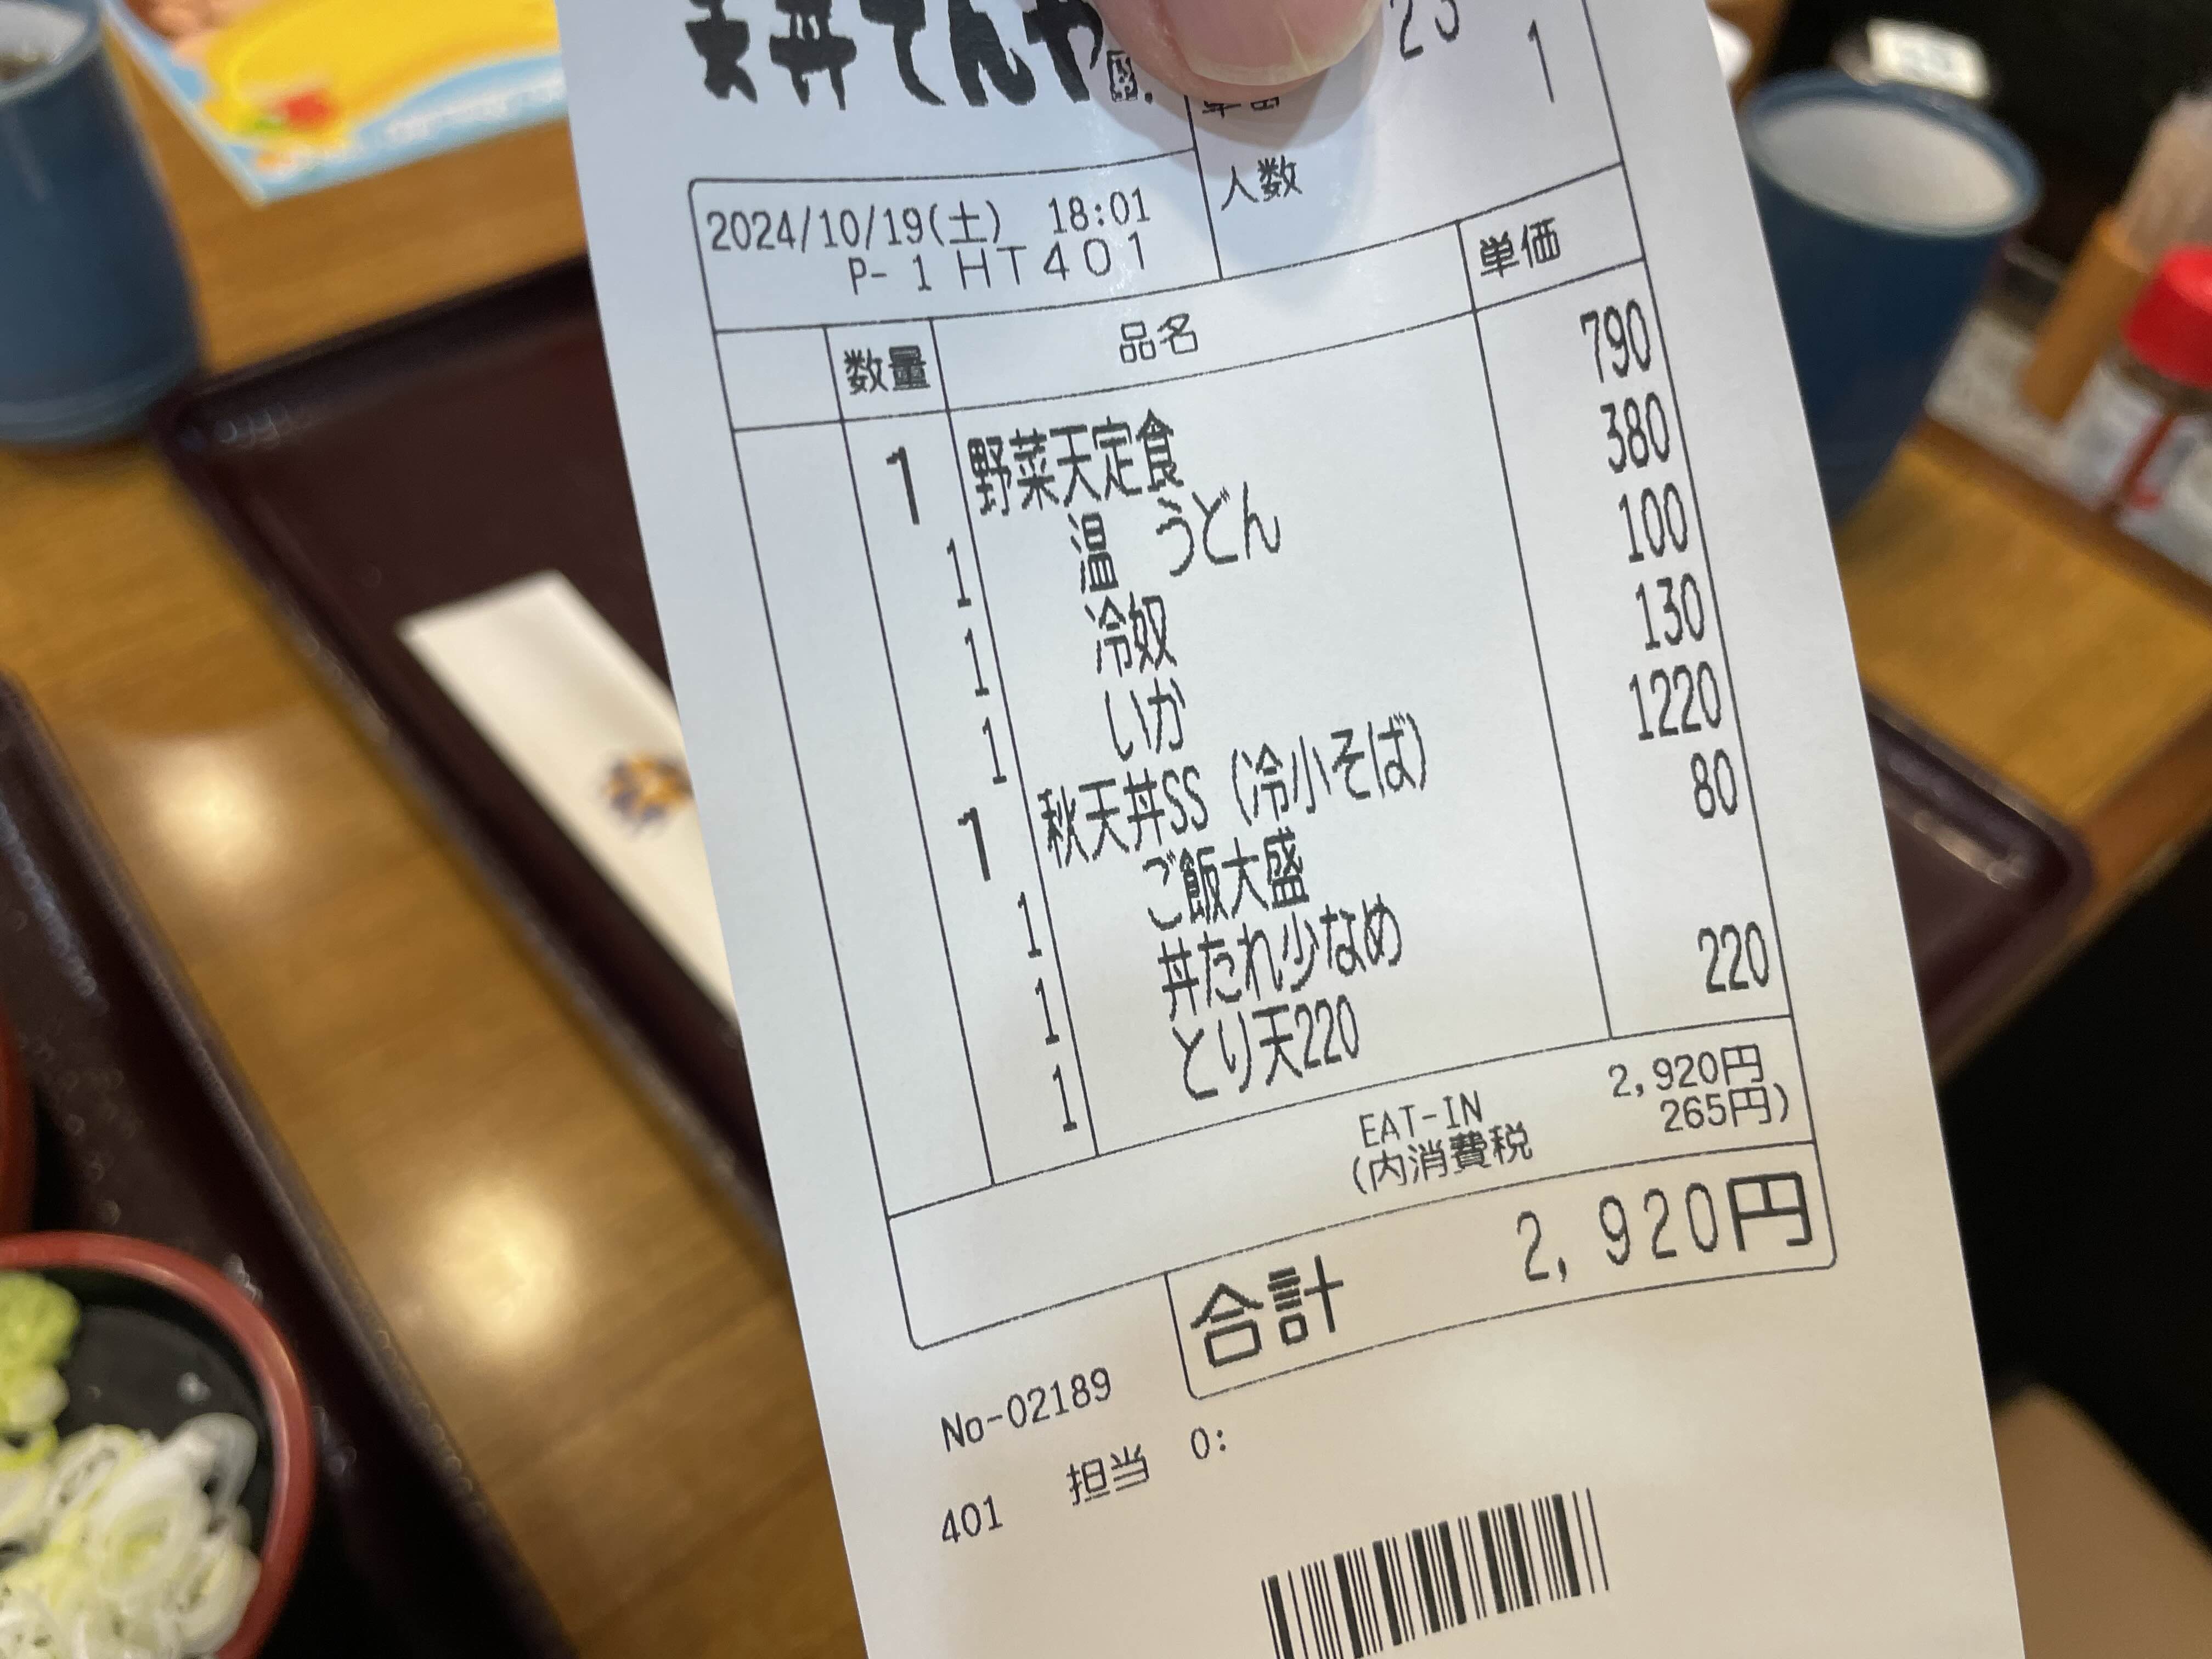 天丼てんや
1
人数
2024/10/19(土) 18:01
P- 1 HT401
数量 品名 単価
1 野菜天定食 790
1 温 うどん 380
1 冷奴 100
1 いか 130
1 秋天丼SS (冷小そば) 1220
1 ご飯大盛 80
1 丼たれ少なめ
1 とり天220 220
EAT-IN 2,920円
(内消費税 265円)
合計 2,920円
No-02189
401 担当 0: